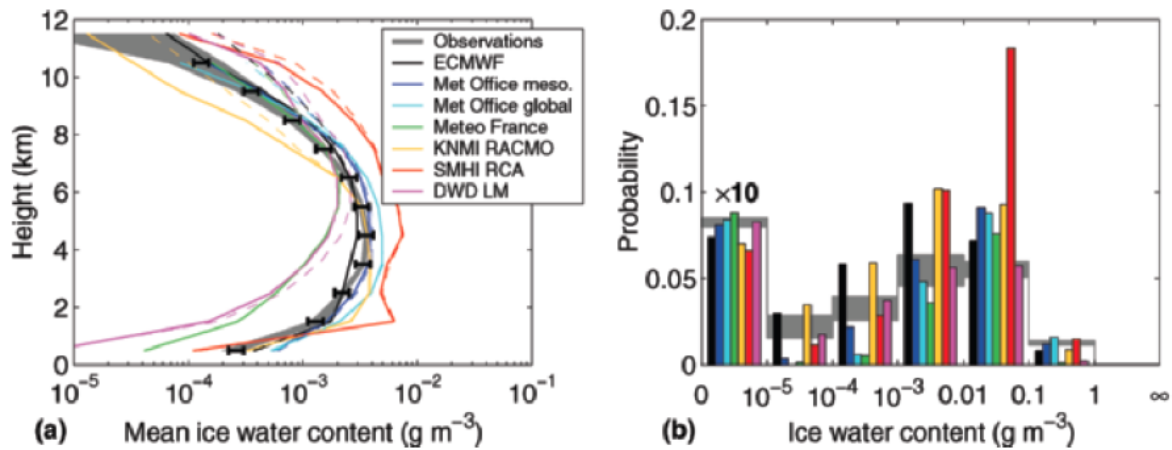 12
10
8
6
4
2
0
Height (km)
Observations
ECMWF
Met Office meso.
Met Office global
Meteo France
KNMI RACMO
SMHI RCA
DWD LM
10−5 10−4 10−3 10−2 10−1
(a) Mean ice water content (g m−3)
0.2
0.15
0.1
0.05
0
Probability
×10
0 10−5 10−4 10−3 0.01 0.1 1 ∞
(b) Ice water content (g m−3)